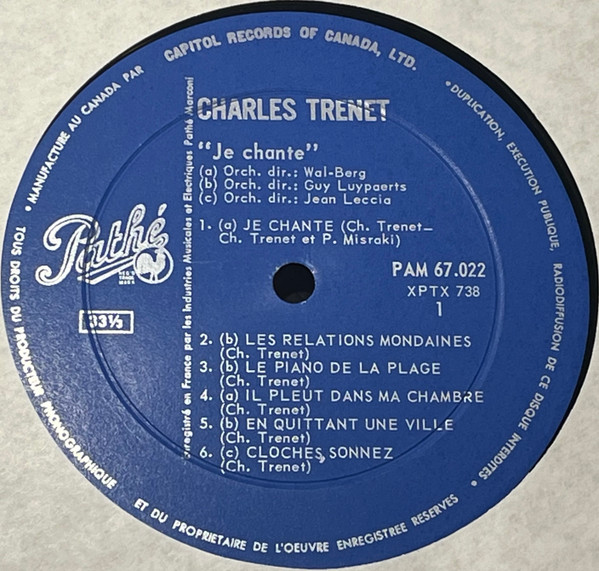 • MANUFACTURE AU CANADA PAR CAPITOL RECORDS OF CANADA, LTD.
• DUPLICATION, EXECUTION PUBLIQUE, RADIODIFFUSION DE CE DISQUE INTERDITES •
TOUS DROITS DU PRODUCTEUR PHONOGRAPHIQUE ET DU PROPRIETAIRE DE L'OEUVRE ENREGISTREE RESERVES
Enregistré en France par les Industries Musicales et Electriques Pathé Marconi
CHARLES TRENET
"Je chante"
(a) Orch. dir.: Wal-Berg
(b) Orch. dir.: Guy Luypaerts
(c) Orch. dir.: Jean Leccia
1. (a) JE CHANTE (Ch. Trenet—
Ch. Trenet et P. Misraki)
Pathé
33⅓
PAM 67.022
XPTX 738
1
2. (b) LES RELATIONS MONDAINES
(Ch. Trenet)
3. (b) LE PIANO DE LA PLAGE
(Ch. Trenet)
4. (a) IL PLEUT DANS MA CHAMBRE
(Ch. Trenet)
5. (b) EN QUITTANT UNE VILLE
(Ch. Trenet)
6. (c) CLOCHES SONNEZ
(Ch. Trenet)